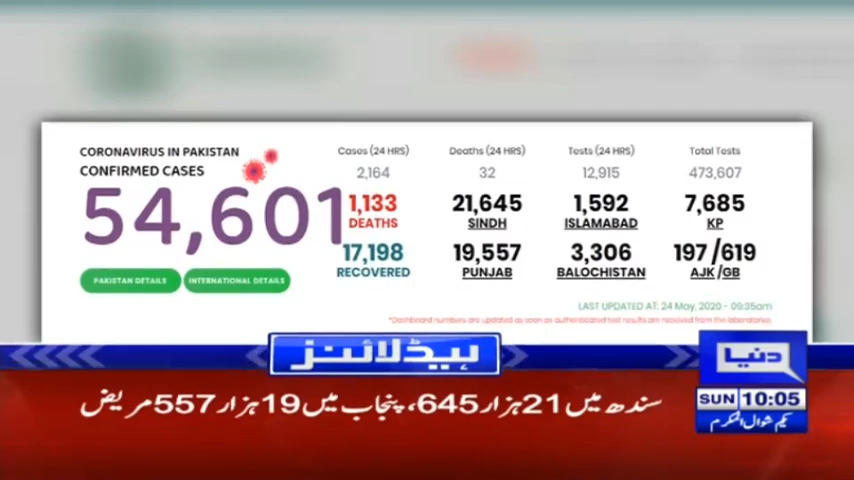 CORONAVIRUS IN PAKISTAN
CONFIRMED CASES
54,601
PAKISTAN DETAILS
INTERNATIONAL DETAILS
Cases (24 HRS)
2,164
Deaths (24 HRS)
32
Tests (24 HRS)
12,915
Total Tests
473,607
1,133
DEATHS
21,645
SINDH
1,592
ISLAMABAD
7,685
KP
17,198
RECOVERED
19,557
PUNJAB
3,306
BALOCHISTAN
197/619
AJK/GB
LAST UPDATED AT: 24 May, 2020 - 09:35am
*Dashboard numbers are updated as soon as authenticated test results are received from the laboratories
ہیڈلائنز
دنیا
SUN 10:05
یکم شوال المکرم
سندھ میں 21 ہزار 645، پنجاب میں 19 ہزار 557 مریض